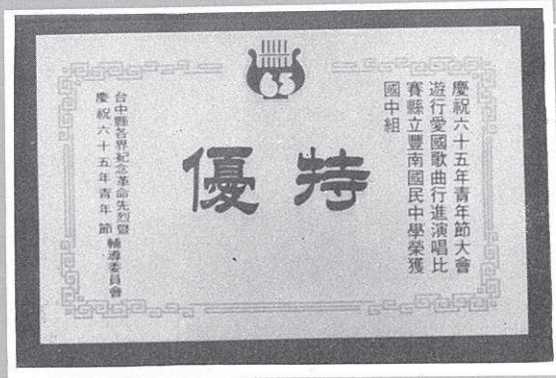 65
慶祝六十五年青年節大會
遊行愛國歌曲行進演唱比
賽縣立豐南國民中學榮獲
國中組
特優
台中縣各界紀念革命先烈暨
慶祝六十五年青年節
輔導委員會